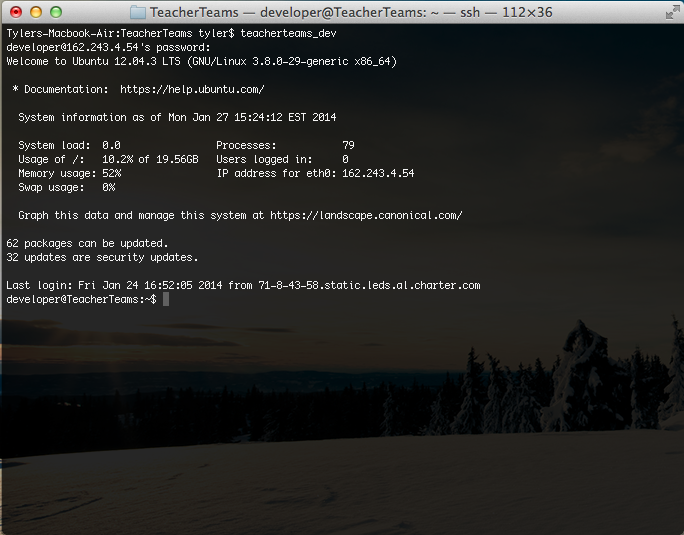 TeacherTeams — developer@TeacherTeams: ~ — ssh — 112×36
Tylers-Macbook-Air:TeacherTeams tyler$ teacherteams_dev
developer@162.243.4.54's password:
Welcome to Ubuntu 12.04.3 LTS (GNU/Linux 3.8.0-29-generic x86_64)
* Documentation:  https://help.ubuntu.com/
System information as of Mon Jan 27 15:24:12 EST 2014
System load:  0.0              Processes:           79
Usage of /:   10.2% of 19.56GB   Users logged in:     0
Memory usage: 52%              IP address for eth0: 162.243.4.54
Swap usage:   0%
Graph this data and manage this system at https://landscape.canonical.com/
62 packages can be updated.
32 updates are security updates.
Last login: Fri Jan 24 16:52:05 2014 from 71-8-43-58.static.leds.al.charter.com
developer@TeacherTeams:~$